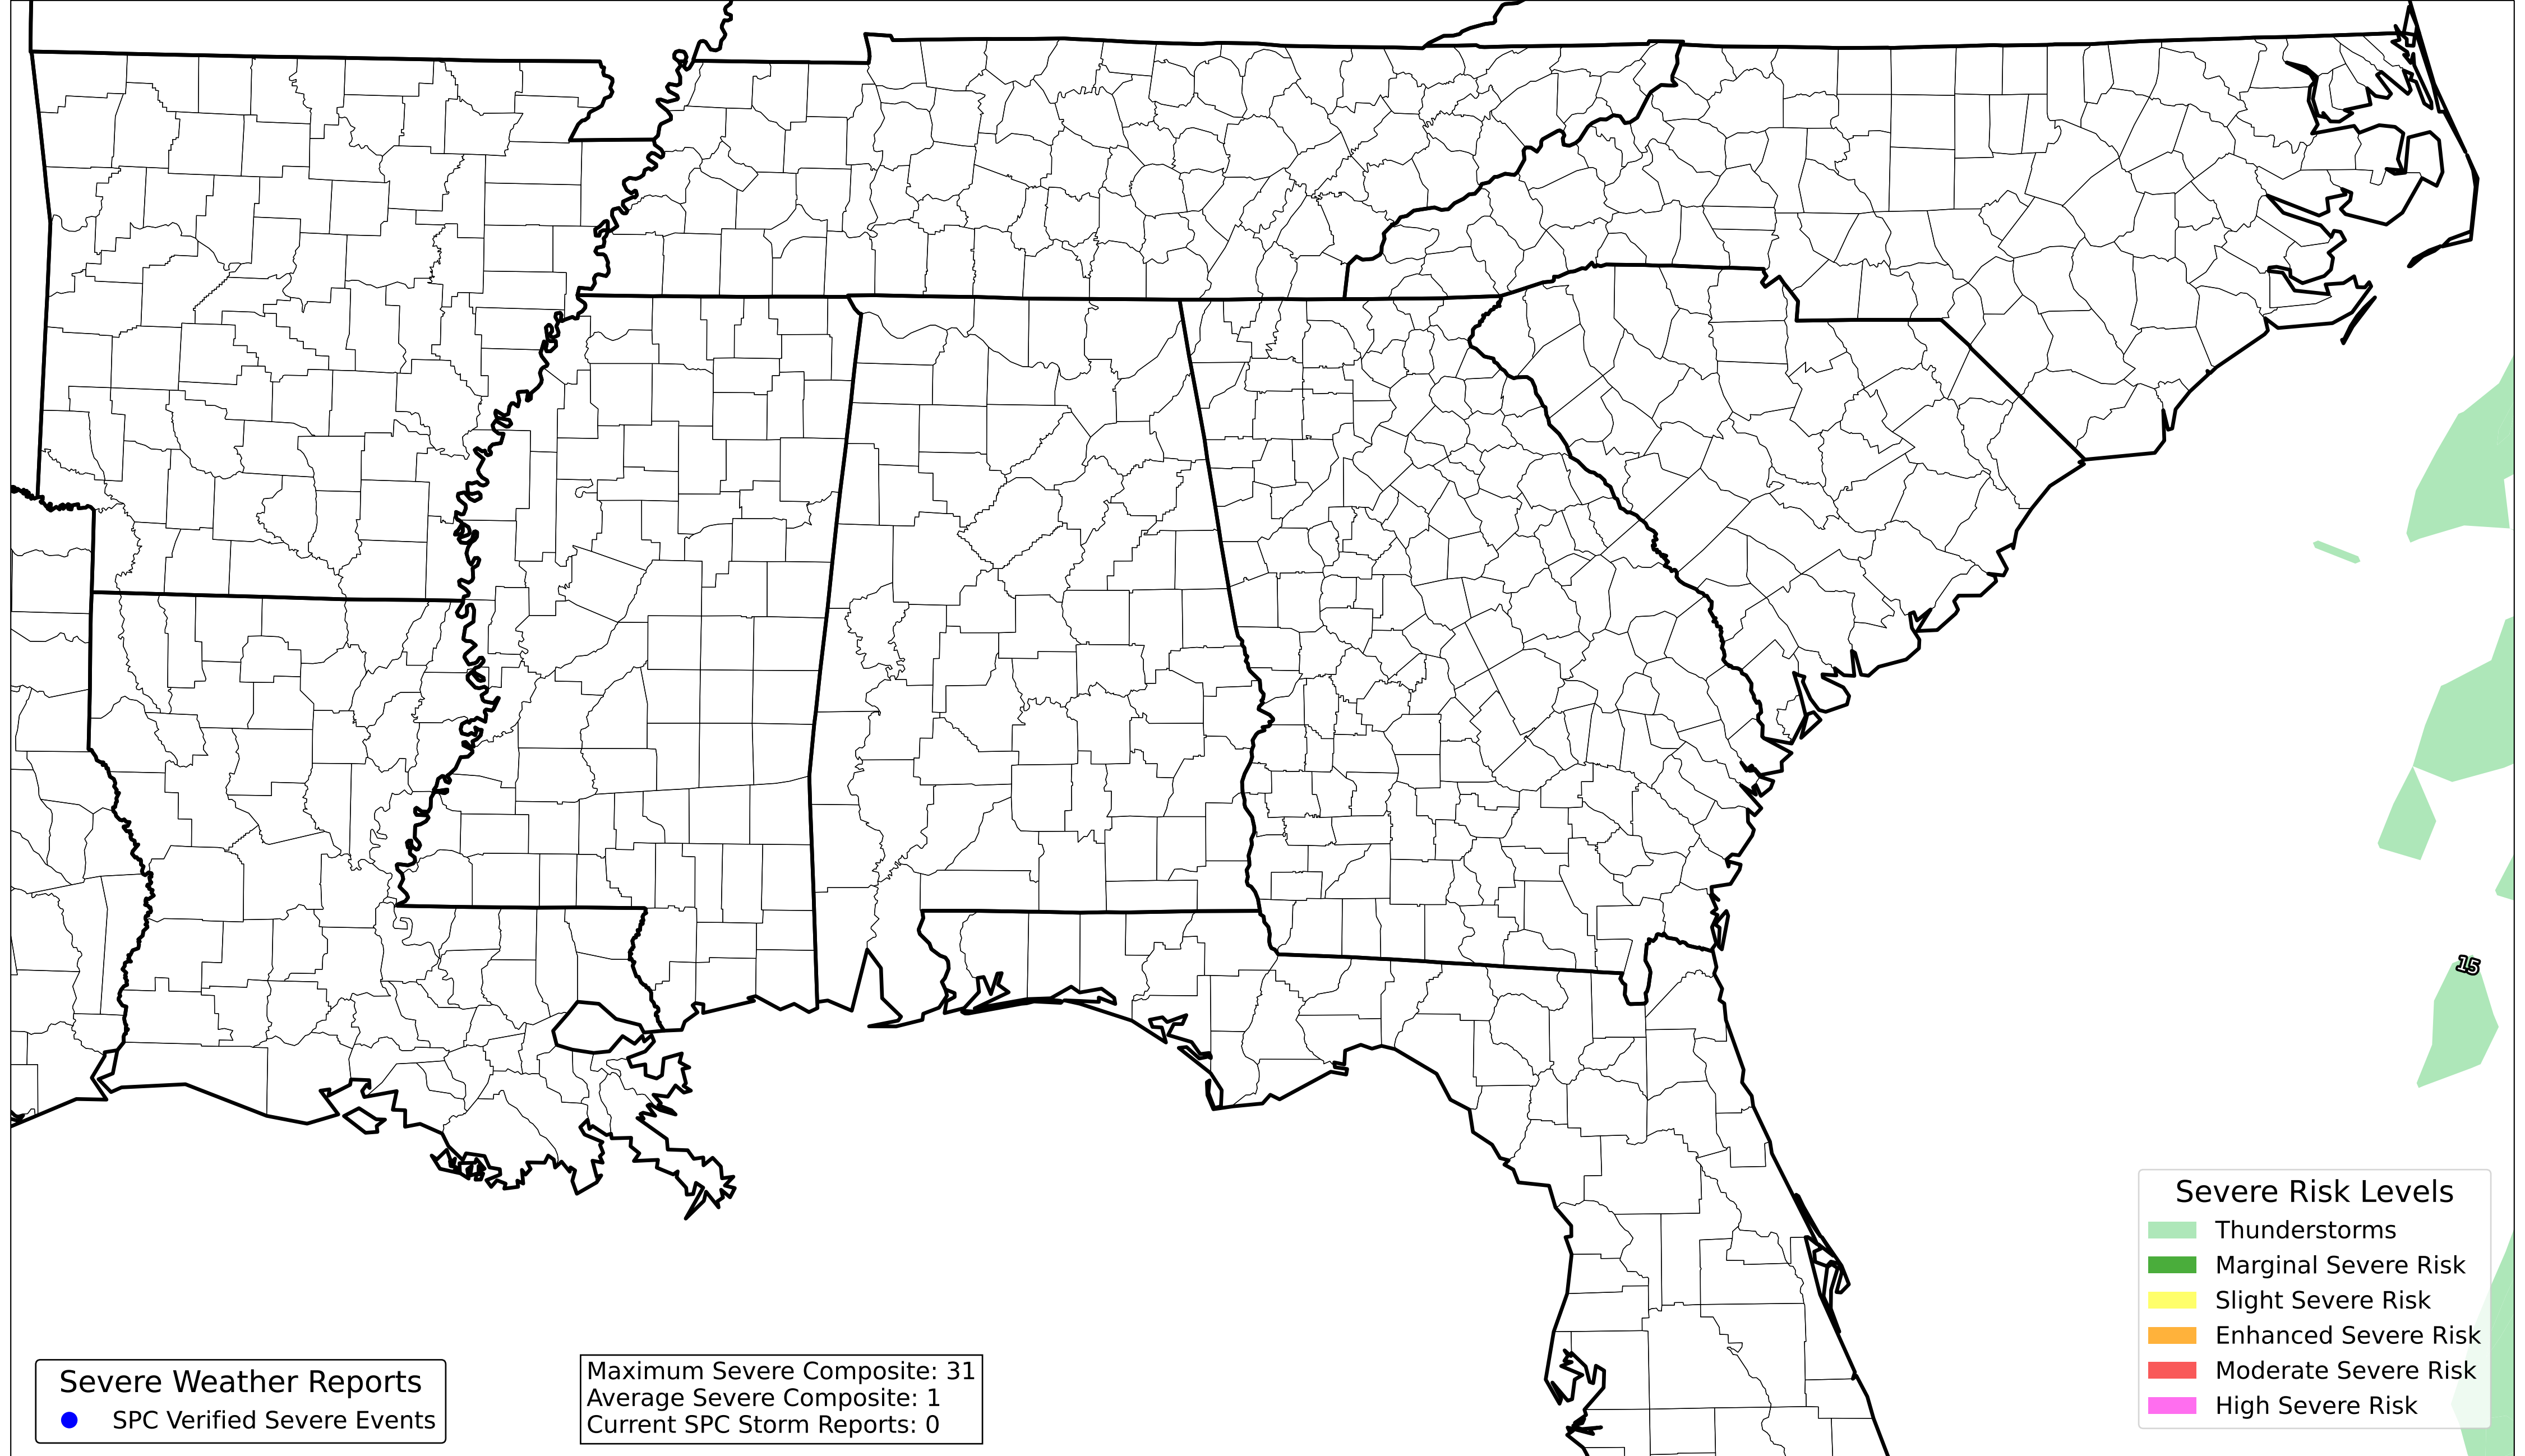 15
Severe Risk Levels
Thunderstorms
Marginal Severe Risk
Slight Severe Risk
Enhanced Severe Risk
Moderate Severe Risk
High Severe Risk
Severe Weather Reports
SPC Verified Severe Events
Maximum Severe Composite: 31
Average Severe Composite: 1
Current SPC Storm Reports: 0